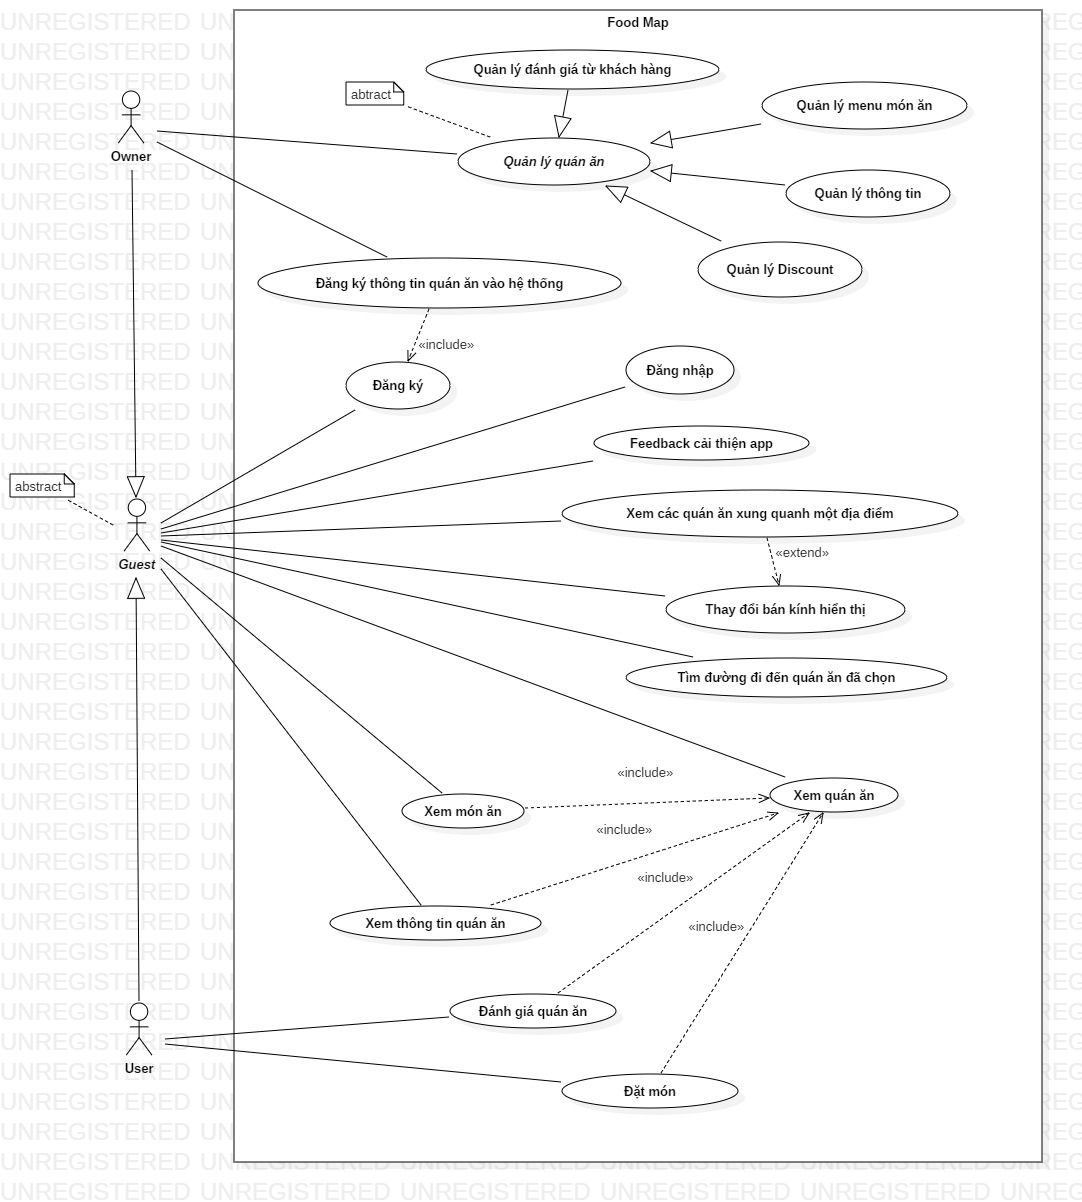 Food Map
Quản lý đánh giá từ khách hàng
abtract
Quản lý menu món ăn
Owner
Quản lý quán ăn
Quản lý thông tin
Quản lý Discount
Đăng ký thông tin quán ăn vào hệ thống
«include»
Đăng ký
Đăng nhập
Feedback cải thiện app
abstract
Xem các quán ăn xung quanh một địa điểm
«extend»
Guest
Thay đổi bán kính hiển thị
Tìm đường đi đến quán ăn đã chọn
«include»
Xem quán ăn
Xem món ăn
«include»
«include»
Xem thông tin quán ăn
«include»
Đánh giá quán ăn
User
Đặt món
UNREGISTERED UNREGISTERED UNREGISTERED UNREGISTERED UNREGISTERED UNREG